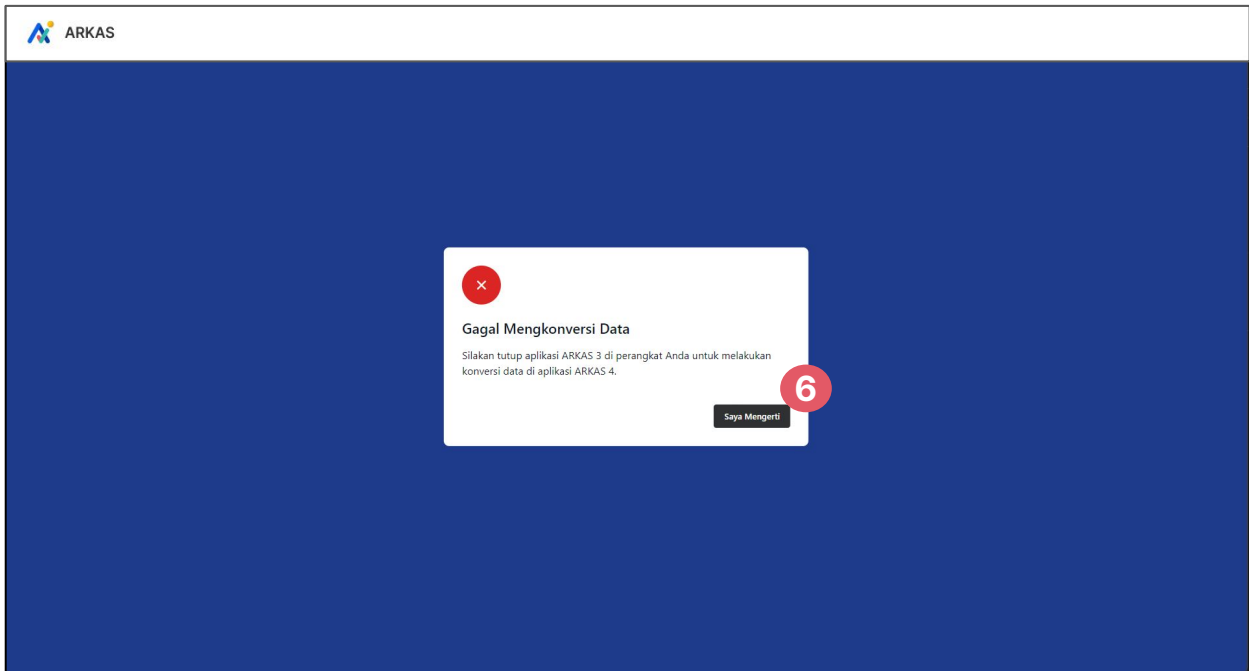 ARKAS
Gagal Mengkonversi Data
Silakan tutup aplikasi ARKAS 3 di perangkat Anda untuk melakukan
konversi data di aplikasi ARKAS 4.
6
Saya Mengerti